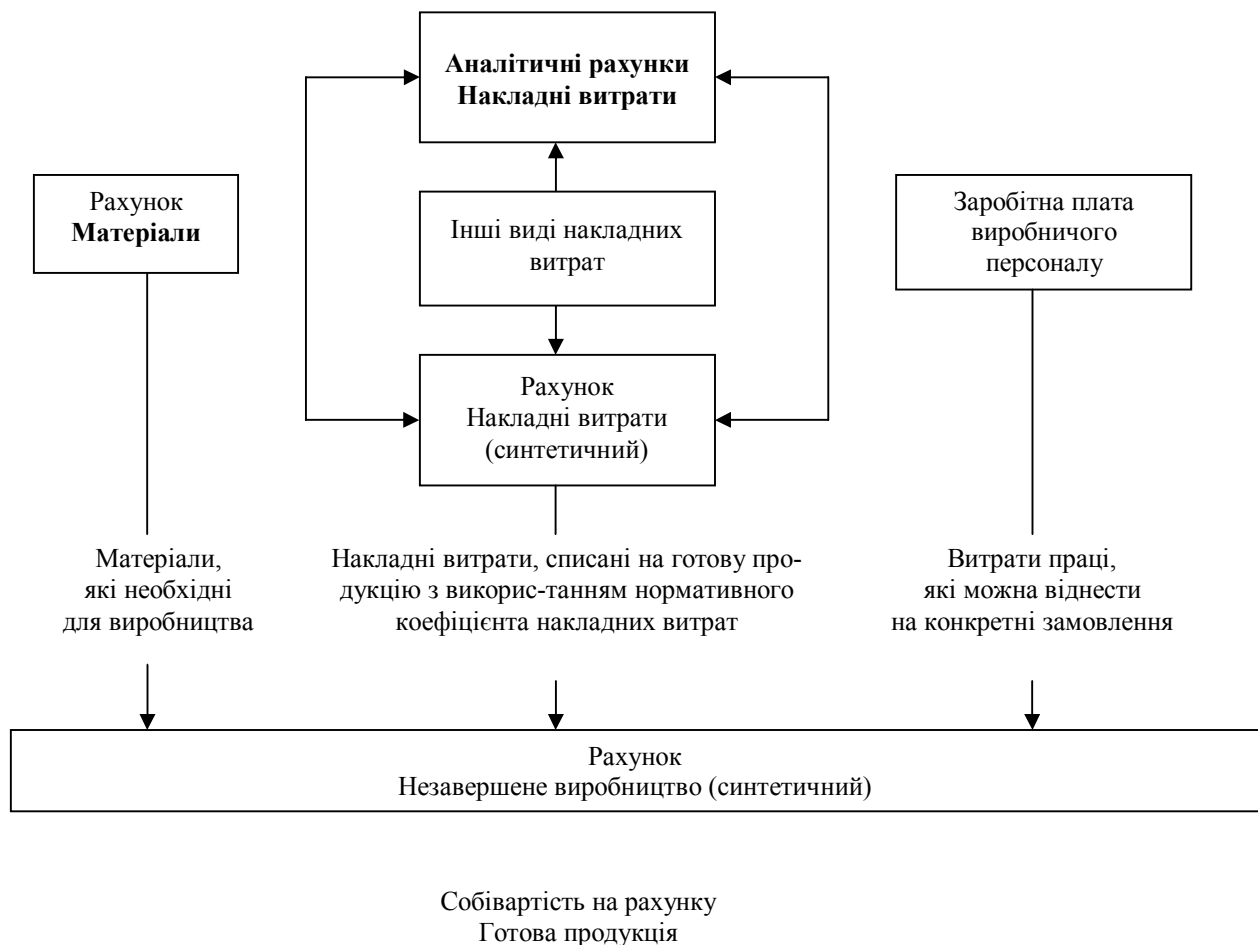 Аналітичні рахунки
Накладні витрати
Рахунок
Матеріали
Інші виді накладних
витрат
Заробітна плата
виробничого
персоналу
Рахунок
Накладні витрати
(синтетичний)
Матеріали,
які необхідні
для виробництва
Накладні витрати, списані на готову про-
дукцію з викорис-танням нормативного
коефіцієнта накладних витрат
Витрати праці,
які можна віднести
на конкретні замовлення
Рахунок
Незавершене виробництво (синтетичний)
Собівартість на рахунку
Готова продукція